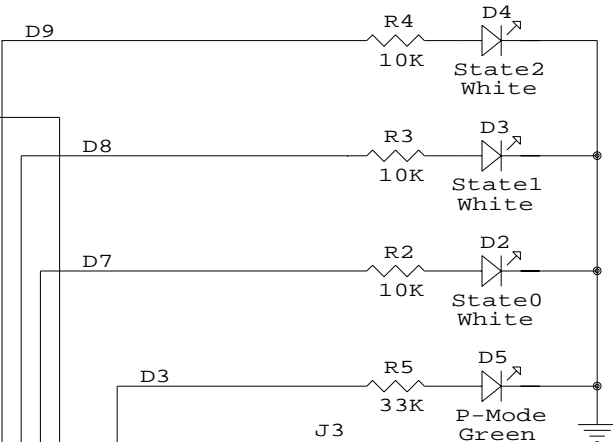 D9
R4
D4
10K
State2
White
D8
R3
D3
10K
State1
White
D7
R2
D2
10K
State0
White
D3
R5
D5
33K
P-Mode
Green
J3